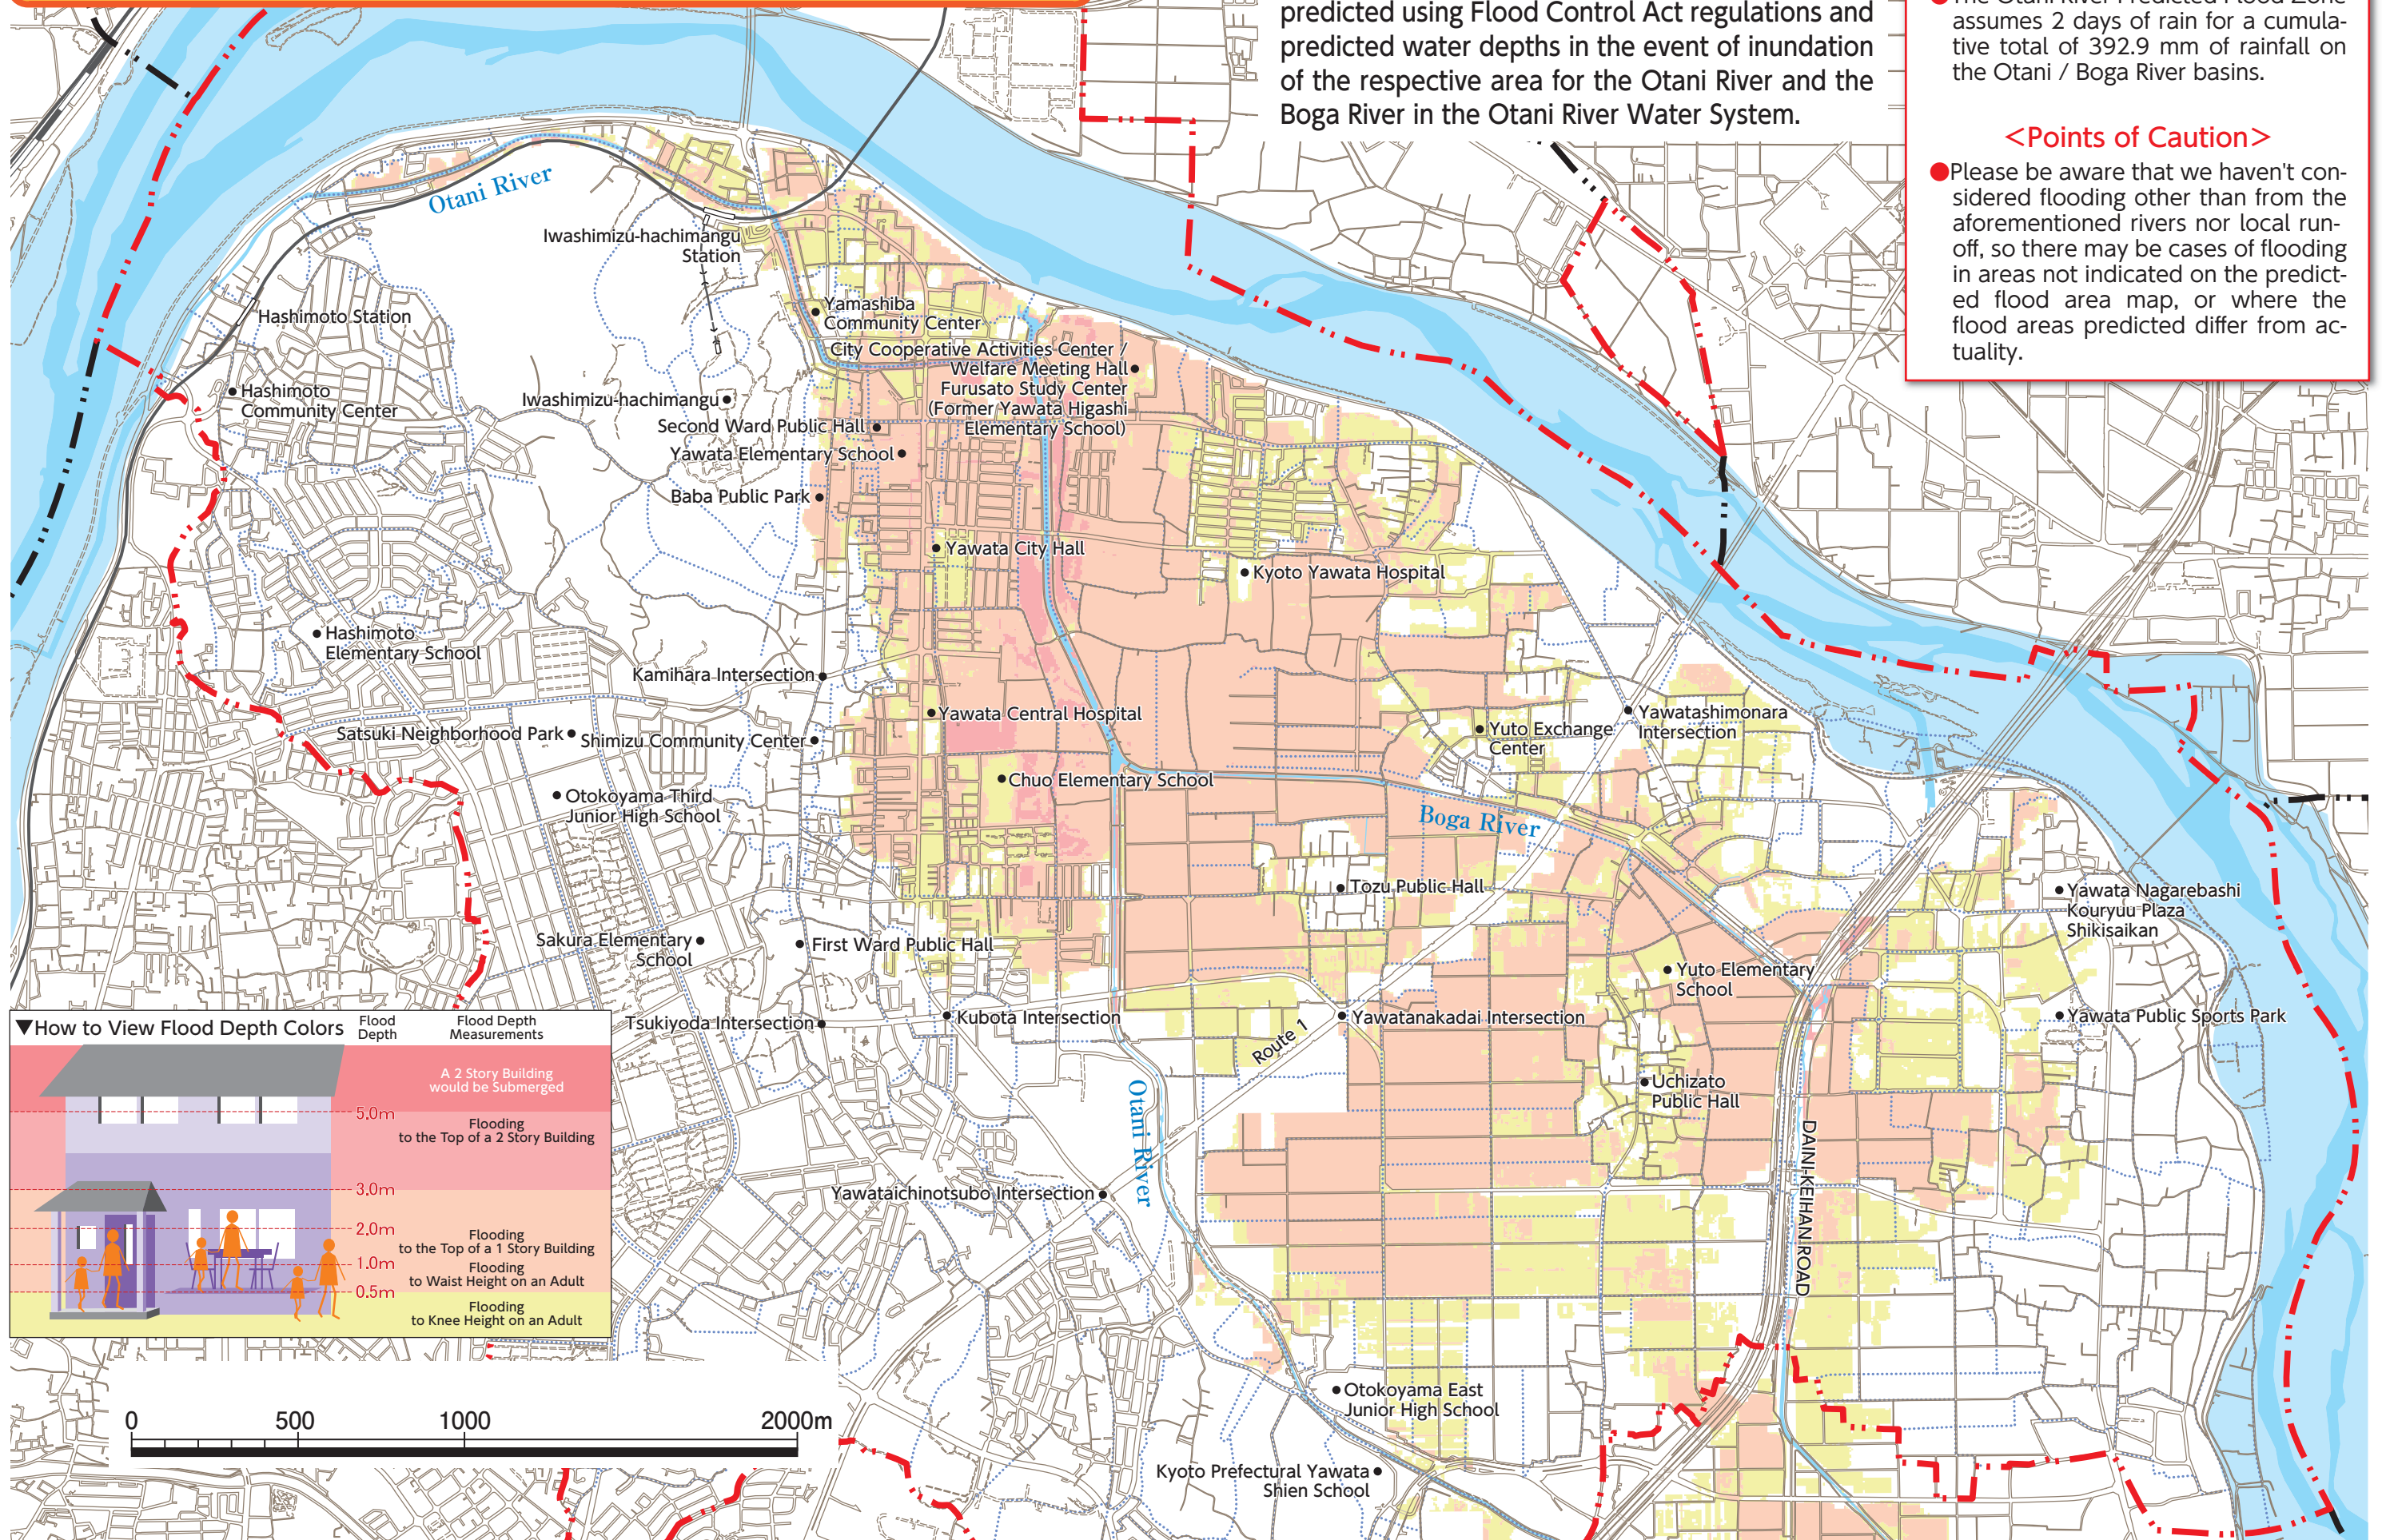 predicted using Flood Control Act regulations and
predicted water depths in the event of inundation
of the respective area for the Otani River and the
Boga River in the Otani River Water System.
●The Otani River Predicted Flood Zone
assumes 2 days of rain for a cumula-
tive total of 392.9 mm of rainfall on
the Otani / Boga River basins.
<Points of Caution>
●Please be aware that we haven't con-
sidered flooding other than from the
aforementioned rivers nor local run-
off, so there may be cases of flooding
in areas not indicated on the predict-
ed flood area map, or where the
flood areas predicted differ from ac-
tuality.
Otani River
Iwashimizu-hachimangu
Station
Hashimoto Station
Yamashiba
Community Center
City Cooperative Activities Center /
Welfare Meeting Hall
Furusato Study Center
(Former Yawata Higashi
Elementary School)
Hashimoto
Community Center
Iwashimizu-hachimangu
Second Ward Public Hall
Yawata Elementary School
Baba Public Park
Yawata City Hall
Kyoto Yawata Hospital
Hashimoto
Elementary School
Kamihara Intersection
Yawata Central Hospital
Yuto Exchange
Center
Yawatashimonara
Intersection
Satsuki Neighborhood Park
Shimizu Community Center
Chuo Elementary School
Otokoyama Third
Junior High School
Boga River
Tozu Public Hall
Yawata Nagarebashi
Kouryuu Plaza
Shikisaikan
Sakura Elementary
School
First Ward Public Hall
Yuto Elementary
School
Tsukiyoda Intersection
Kubota Intersection
Route 1
Yawatanakadai Intersection
Yawata Public Sports Park
Uchizato
Public Hall
Otani River
DAINI-KEIHAN ROAD
Yawataichinotsubo Intersection
Otokoyama East
Junior High School
Kyoto Prefectural Yawata
Shien School
▼How to View Flood Depth Colors
Flood
Depth
Flood Depth
Measurements
A 2 Story Building
would be Submerged
5.0m
Flooding
to the Top of a 2 Story Building
3.0m
2.0m
Flooding
to the Top of a 1 Story Building
1.0m
Flooding
to Waist Height on an Adult
0.5m
Flooding
to Knee Height on an Adult
0 500 1000 2000m